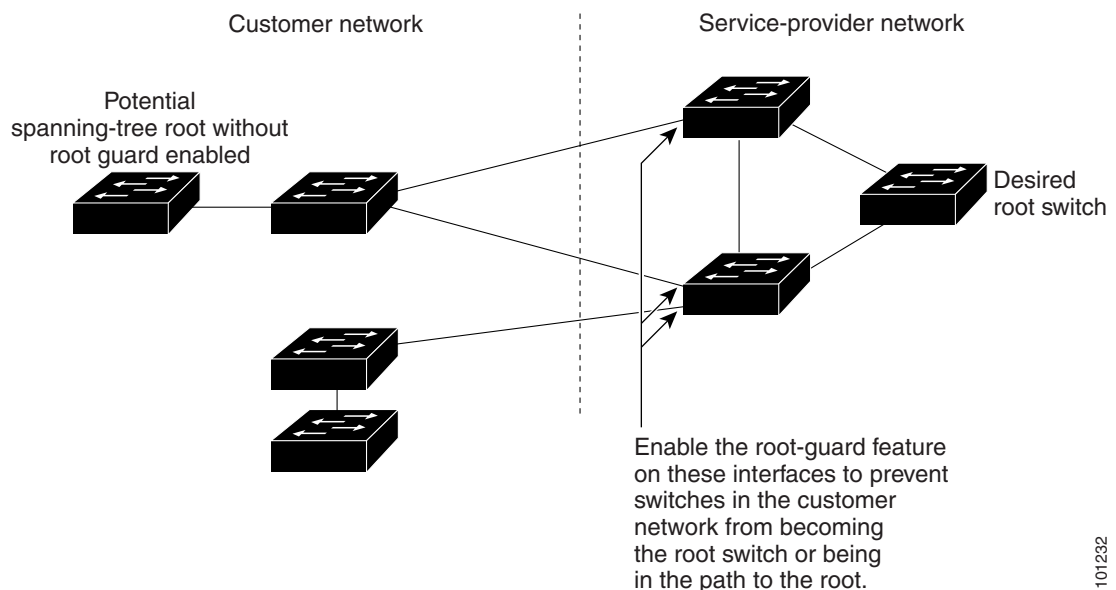 Customer network
Service-provider network
Potential
spanning-tree root without
root guard enabled
Desired
root switch
Enable the root-guard feature
on these interfaces to prevent
switches in the customer
network from becoming
the root switch or being
in the path to the root.
101232